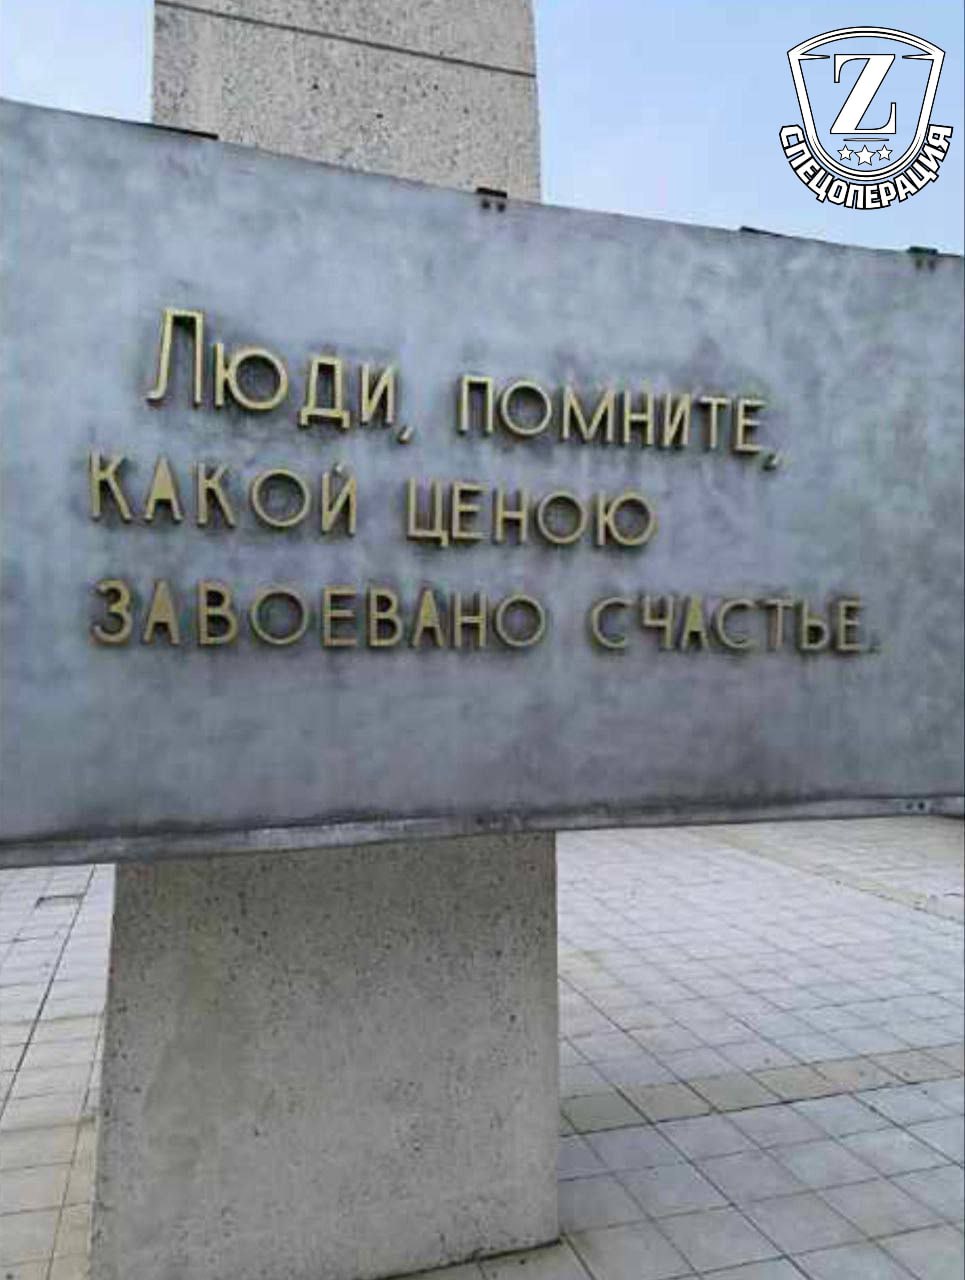 Z
СПЕЦОПЕРАЦИЯ
Люди, помните,
какой ценою
завоевано счастье.